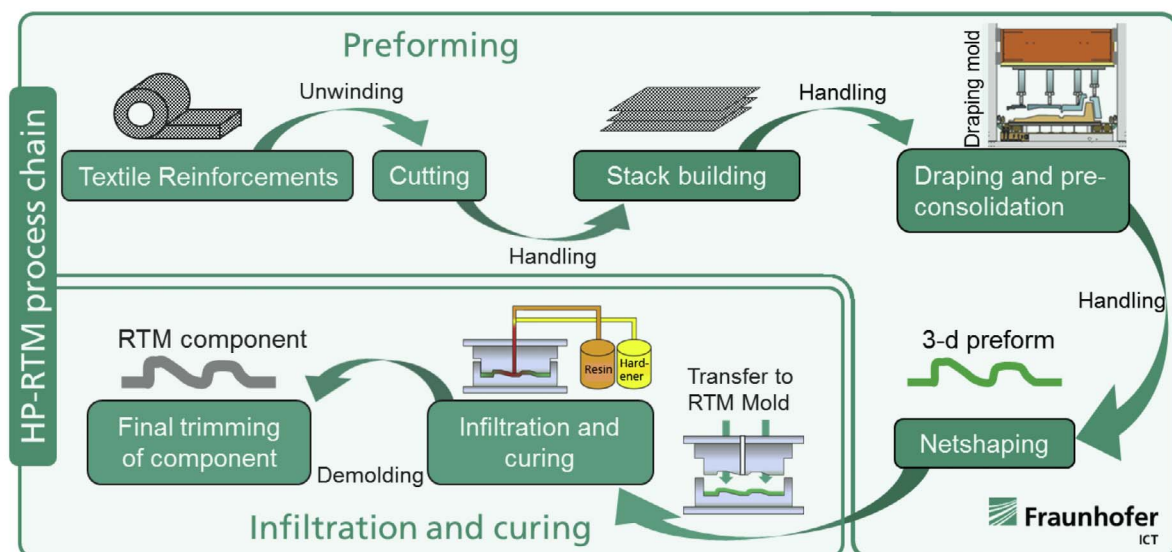 HP-RTM process chain
Preforming
Textile Reinforcements
Unwinding
Cutting
Handling
Stack building
Handling
Draping mold
Draping and pre-
consolidation
Handling
3-d preform
Netshaping
Transfer to
RTM Mold
Resin
Hard-
ener
Infiltration and
curing
Demolding
RTM component
Final trimming
of component
Infiltration and curing
Fraunhofer
ICT